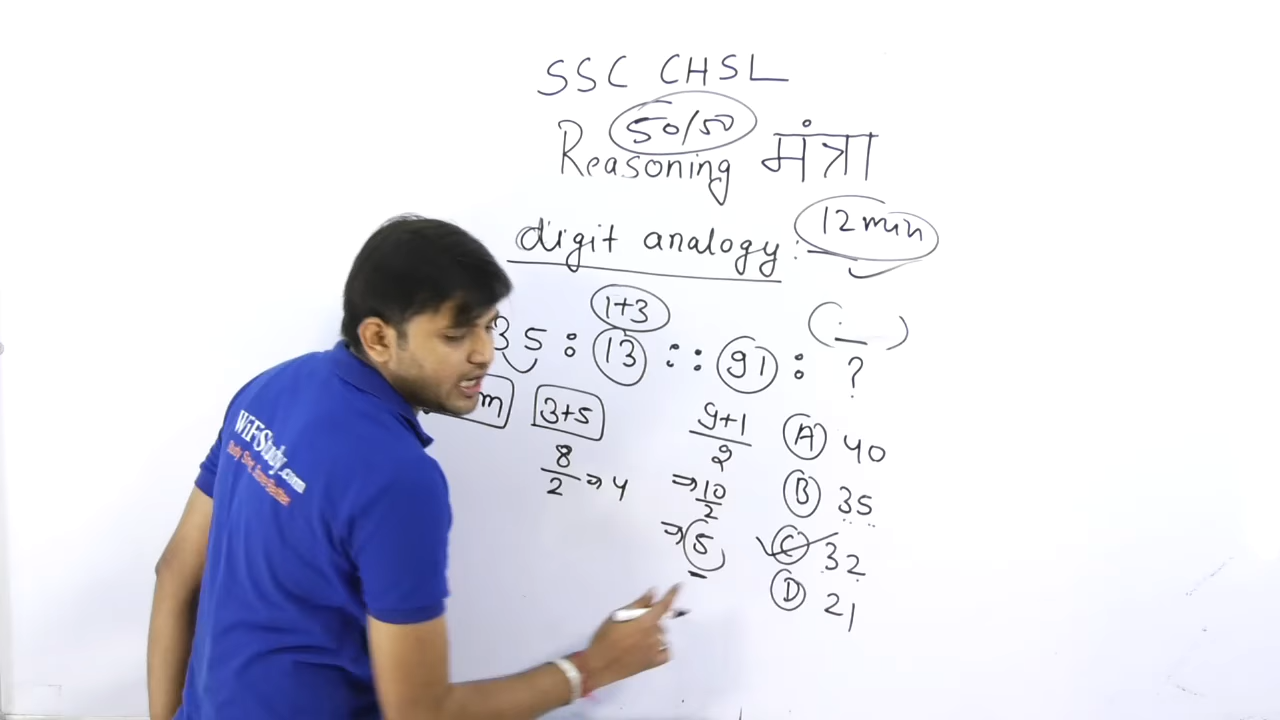 SSC CHSL
50/50
Reasoning मंत्रा
digit analogy : 12 min
1+3
35 : 13 :: 91 : ?
3+5
8/2 ⇒ 4
9+1/2
⇒ 10/2
⇒ 5
(A) 40
(B) 35
(C) 32
(D) 21
WiFiStudy.com